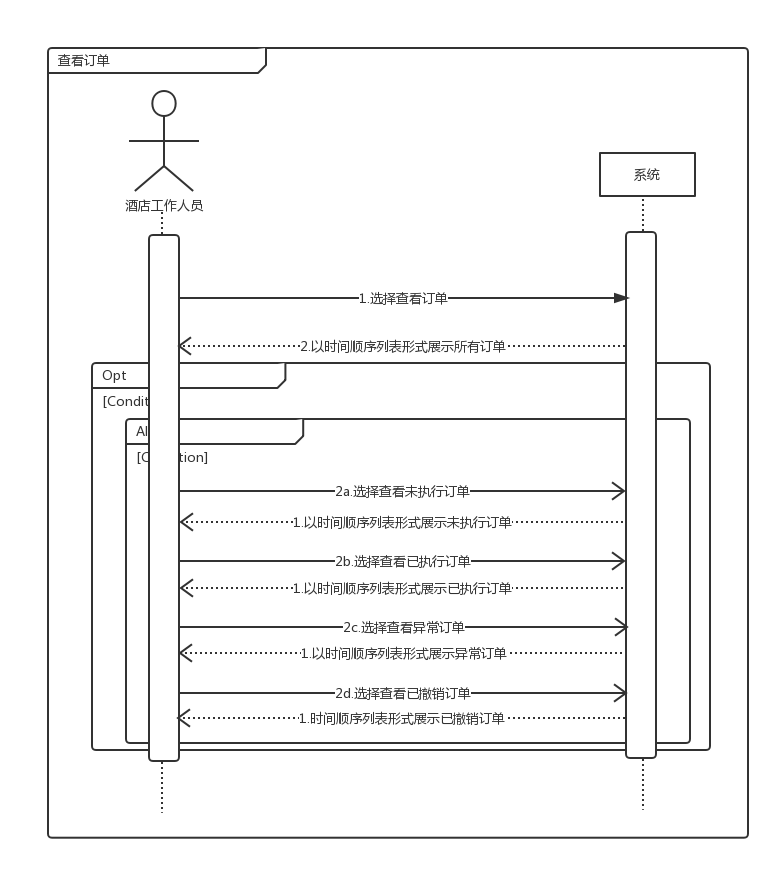 查看订单
系统
酒店工作人员
1.选择查看订单
2.以时间顺序列表形式展示所有订单
Opt
[Condit
Al
[C tion]
2a.选择查看未执行订单
1.以时间顺序列表形式展示未执行订单
2b.选择查看已执行订单
1.以时间顺序列表形式展示已执行订单
2c.选择查看异常订单
1.以时间顺序列表形式展示异常订单
2d.选择查看已撤销订单
1.时间顺序列表形式展示已撤销订单